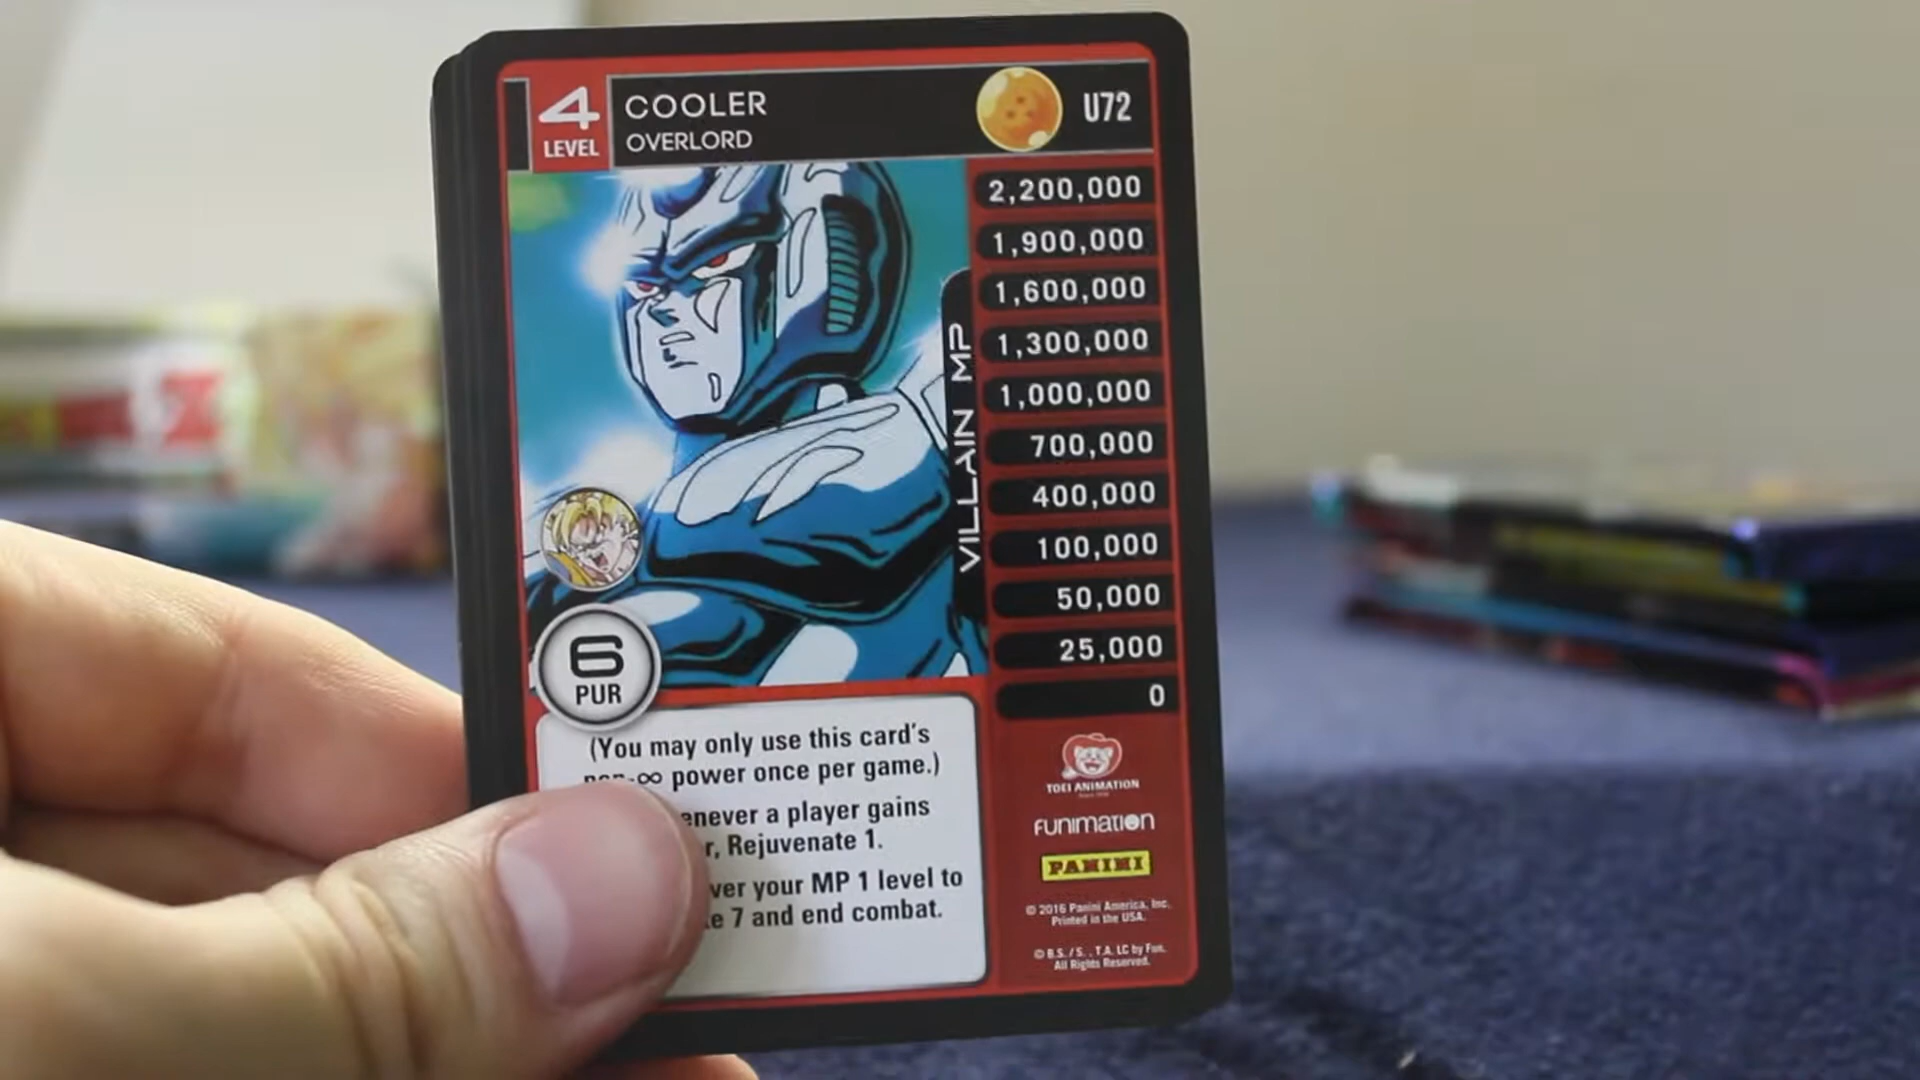 4
LEVEL
COOLER
OVERLORD
U72
2,200,000
1,900,000
1,600,000
1,300,000
1,000,000
700,000
400,000
100,000
50,000
25,000
0
VILLAIN MP
6
PUR
(You may only use this card's
∞ power once per game.)
a player gains
Rejuvenate 1.
your MP 1 level to
7 and end combat.
TOEI ANIMATION
FUNIMATION
PANINI
© 2016 Panini America, Inc.
Printed in the USA.
© B.S./S., T.A. LC by Fun.
All Rights Reserved.
Z